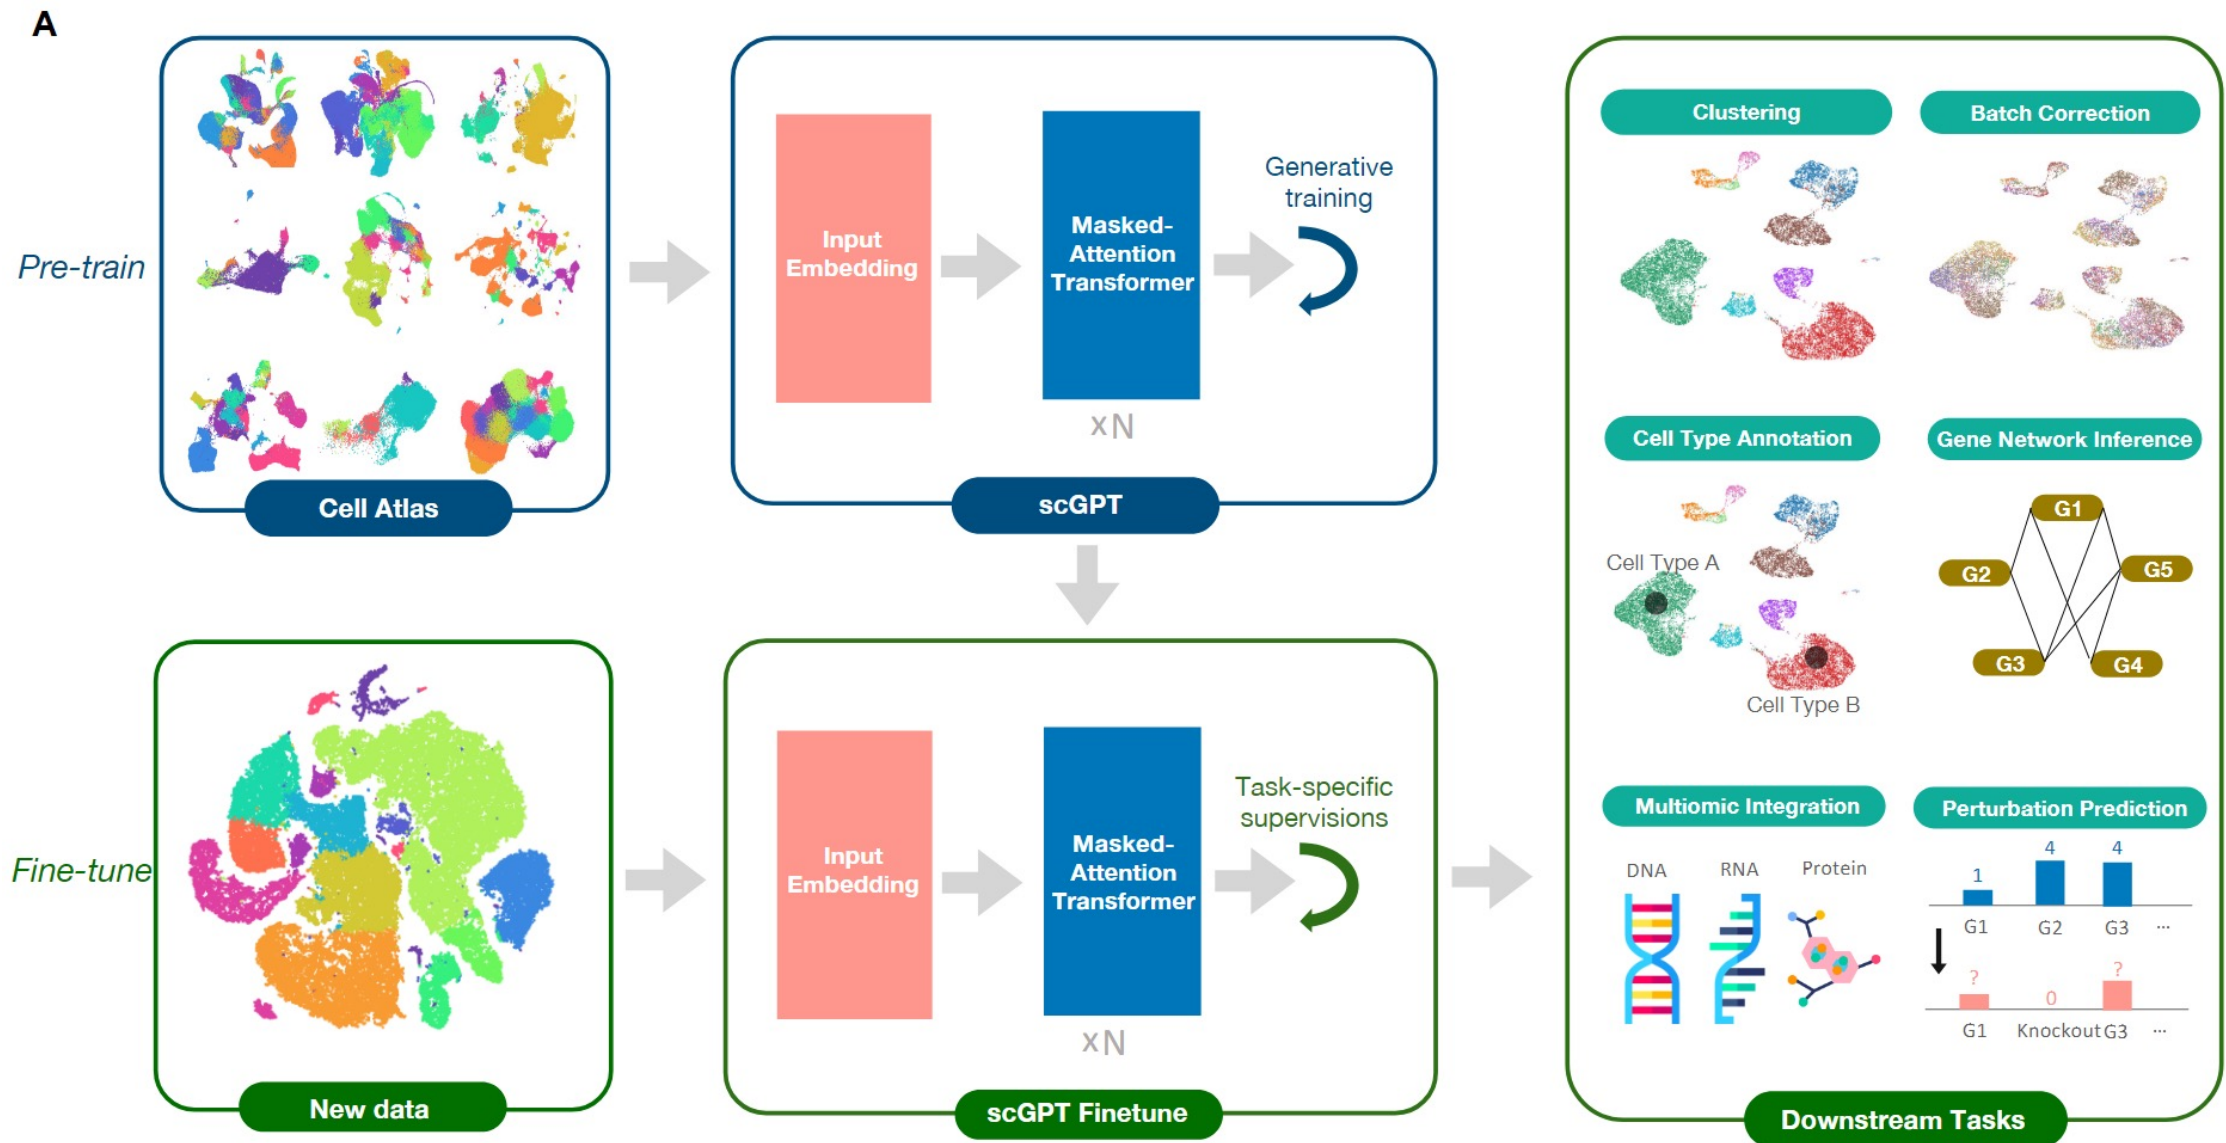 A
Pre-train
Cell Atlas
Input
Embedding
Masked-
Attention
Transformer
xN
Generative
training
scGPT
Fine-tune
New data
Input
Embedding
Masked-
Attention
Transformer
xN
Task-specific
supervisions
scGPT Finetune
Clustering
Batch Correction
Cell Type Annotation
Cell Type A
Cell Type B
Gene Network Inference
G1
G2
G5
G3
G4
Multiomic Integration
DNA
RNA
Protein
Perturbation Prediction
1
4
4
G1
G2
G3
...
?
0
?
G1
Knockout
G3
...
Downstream Tasks